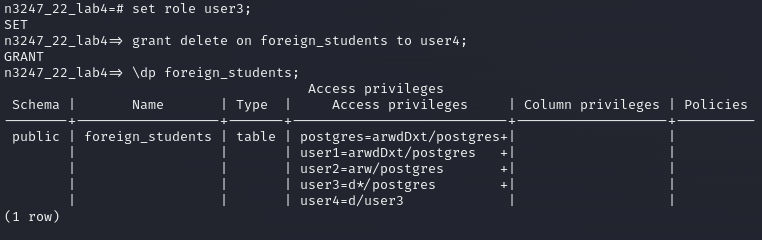 n3247_22_lab4=# set role user3;
SET
n3247_22_lab4=> grant delete on foreign_students to user4;
GRANT
n3247_22_lab4=> \dp foreign_students;
Access privileges
Schema | Name | Type | Access privileges | Column privileges | Policies
public | foreign_students | table | postgres=arwdDxt/postgres+| |
| | | user1=arwdDxt/postgres +| |
| | | user2=arw/postgres +| |
| | | user3=d*/postgres +| |
| | | user4=d/user3 | |
(1 row)